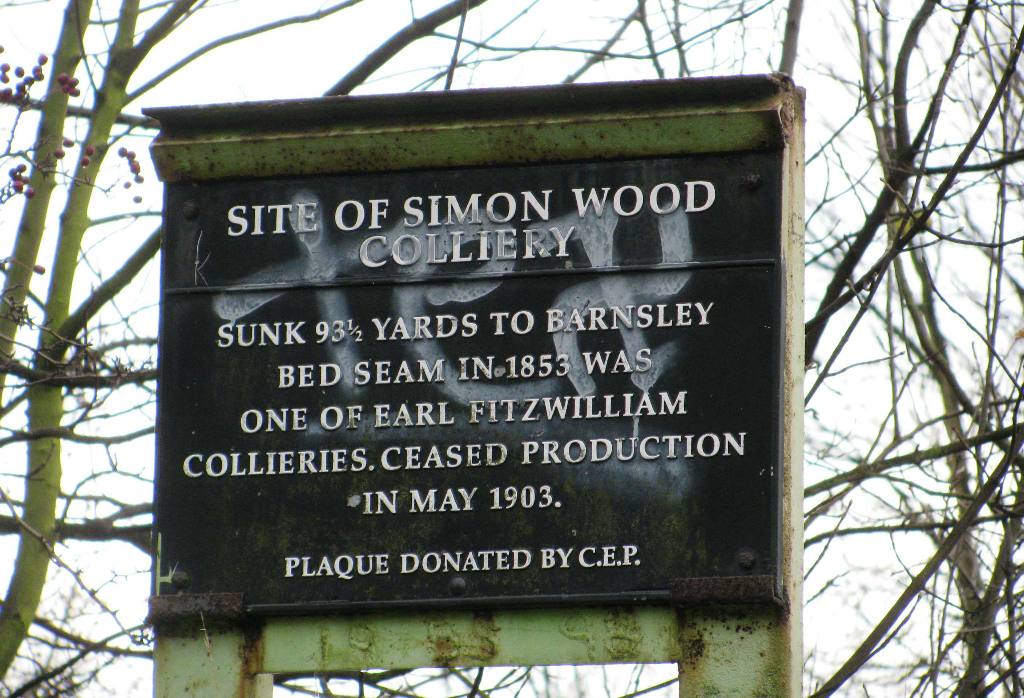 SITE OF SIMON WOOD
COLLIERY
SUNK 93½ YARDS TO BARNSLEY
BED SEAM IN 1853 WAS
ONE OF EARL FITZWILLIAM
COLLIERIES. CEASED PRODUCTION
IN MAY 1903.
PLAQUE DONATED BY C.E.P.